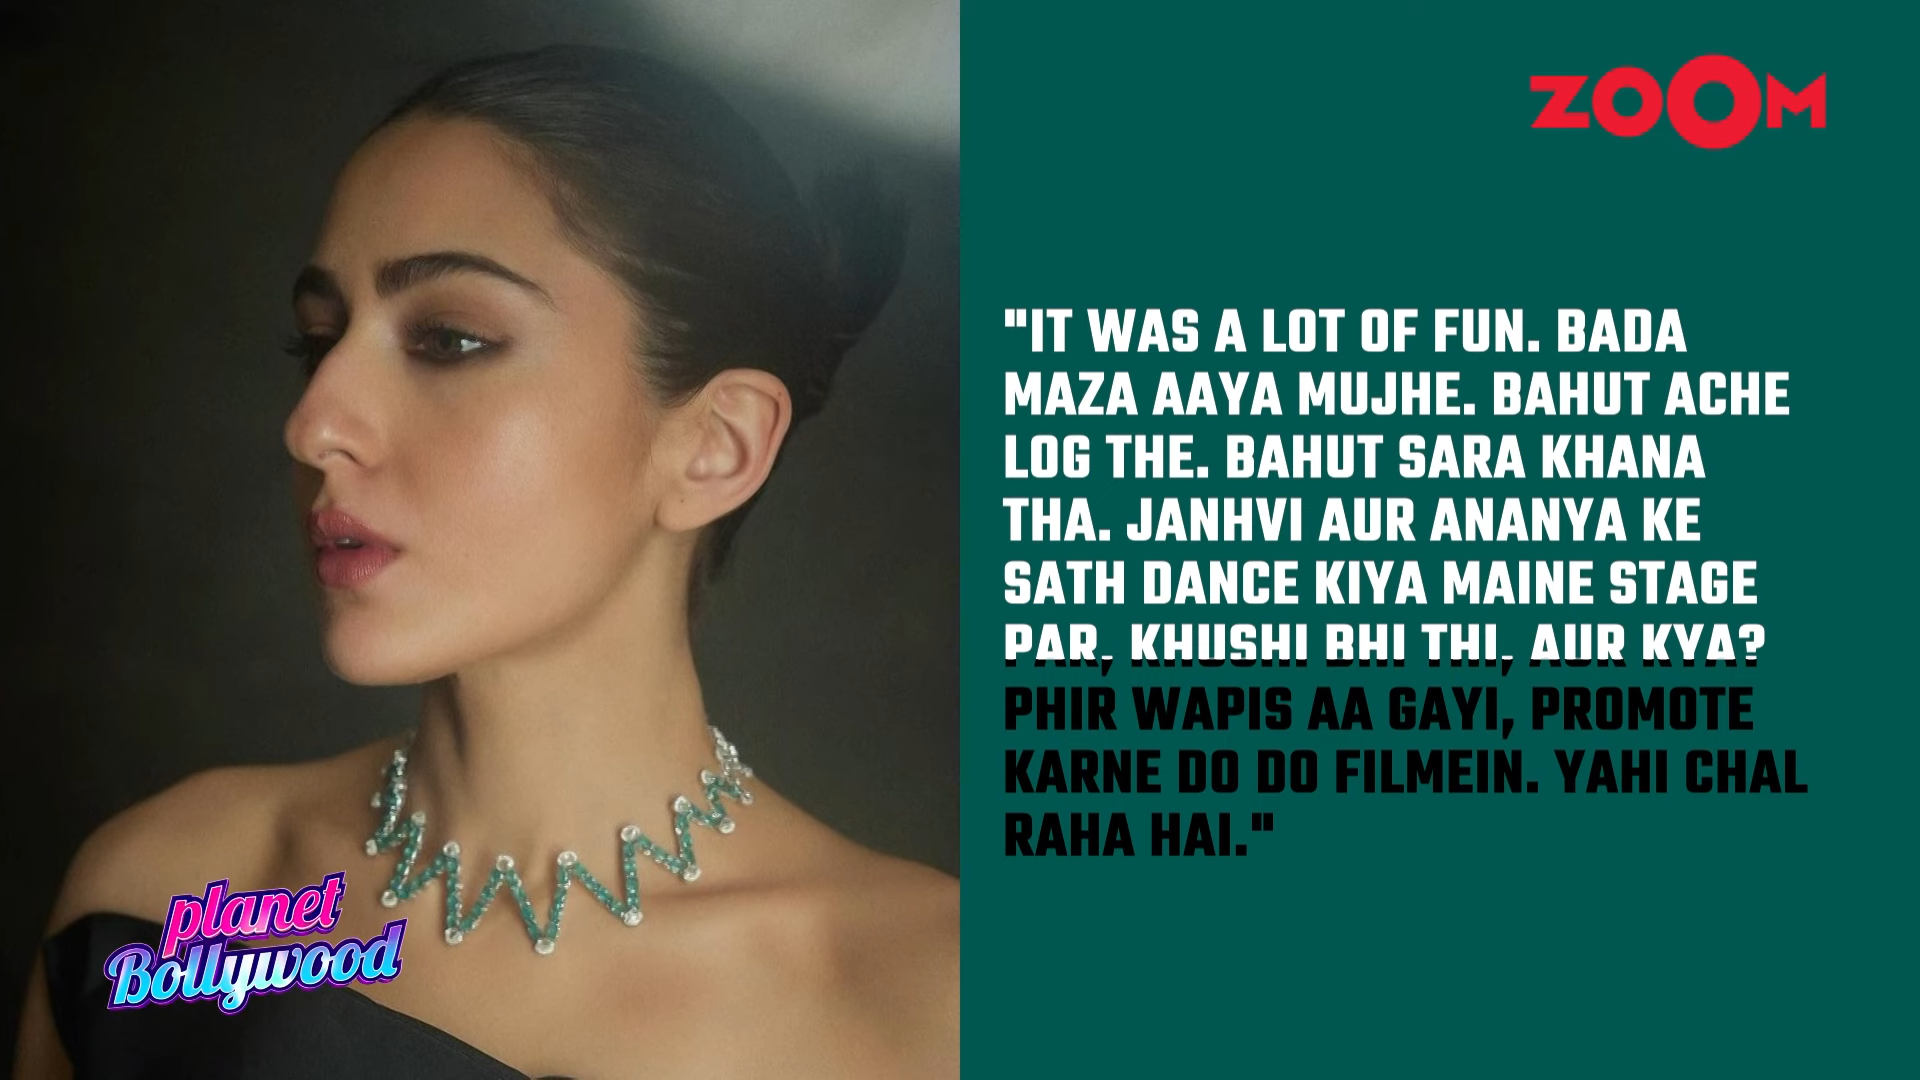 ZOOM
"IT WAS A LOT OF FUN. BADA
MAZA AAYA MUJHE. BAHUT ACHE
LOG THE. BAHUT SARA KHANA
THA. JANHVI AUR ANANYA KE
SATH DANCE KIYA MAINE STAGE
PAR, KHUSHI BHI THI, AUR KYA?
PHIR WAPIS AA GAYI, PROMOTE
KARNE DO DO FILMEIN. YAHI CHAL
RAHA HAI."
planet
Bollywood